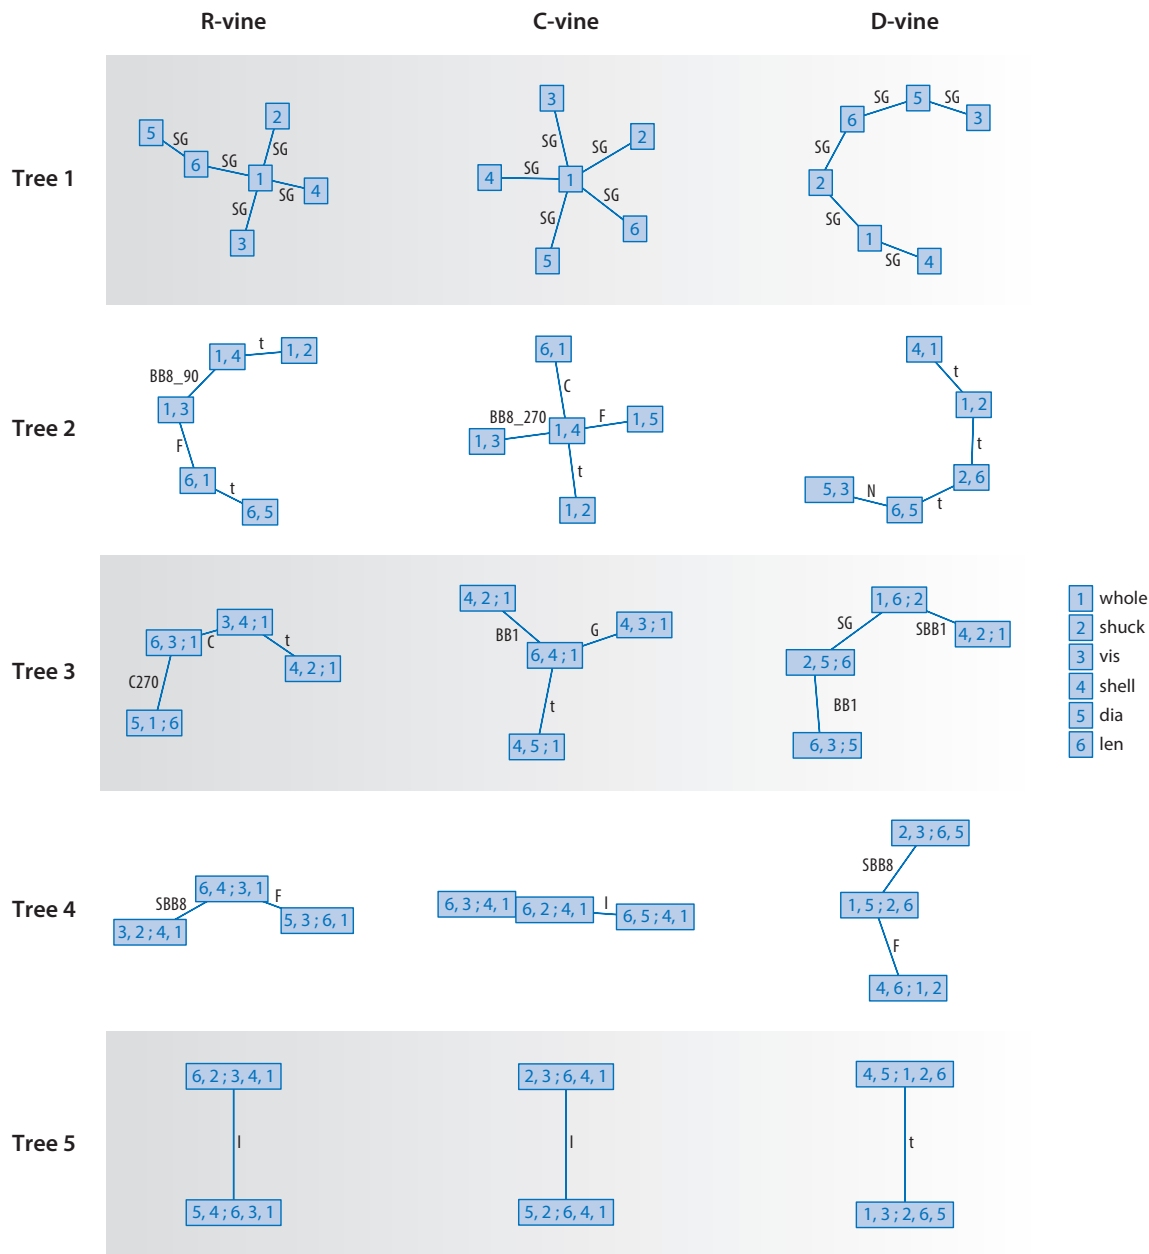 R-vine C-vine D-vine
Tree 1
5 SG 6 SG 1 SG 2 SG 4 SG 3
3 SG 2 SG 4 SG 1 SG 6 SG 5
5 SG 3 SG 6 SG 2 SG 1 SG 4
Tree 2
1, 4 t 1, 2 BB8_90 1, 3 F 6, 1 t 6, 5
6, 1 C BB8_270 1, 4 F 1, 5 1, 3 t 1, 2
4, 1 t 1, 2 t 2, 6 t 6, 5 N 5, 3
Tree 3
3, 4 ; 1 6, 3 ; 1 C t 4, 2 ; 1 C270 5, 1 ; 6
4, 2 ; 1 BB1 G 4, 3 ; 1 6, 4 ; 1 t 4, 5 ; 1
1, 6 ; 2 SG SBB1 4, 2 ; 1 2, 5 ; 6 BB1 6, 3 ; 5
1 whole
2 shuck
3 vis
4 shell
5 dia
6 len
Tree 4
6, 4 ; 3, 1 SBB8 F 3, 2 ; 4, 1 5, 3 ; 6, 1
6, 3 ; 4, 1 6, 2 ; 4, 1 I 6, 5 ; 4, 1
2, 3 ; 6, 5 SBB8 1, 5 ; 2, 6 F 4, 6 ; 1, 2
Tree 5
6, 2 ; 3, 4, 1 I 5, 4 ; 6, 3, 1
2, 3 ; 6, 4, 1 I 5, 2 ; 6, 4, 1
4, 5 ; 1, 2, 6 t 1, 3 ; 2, 6, 5